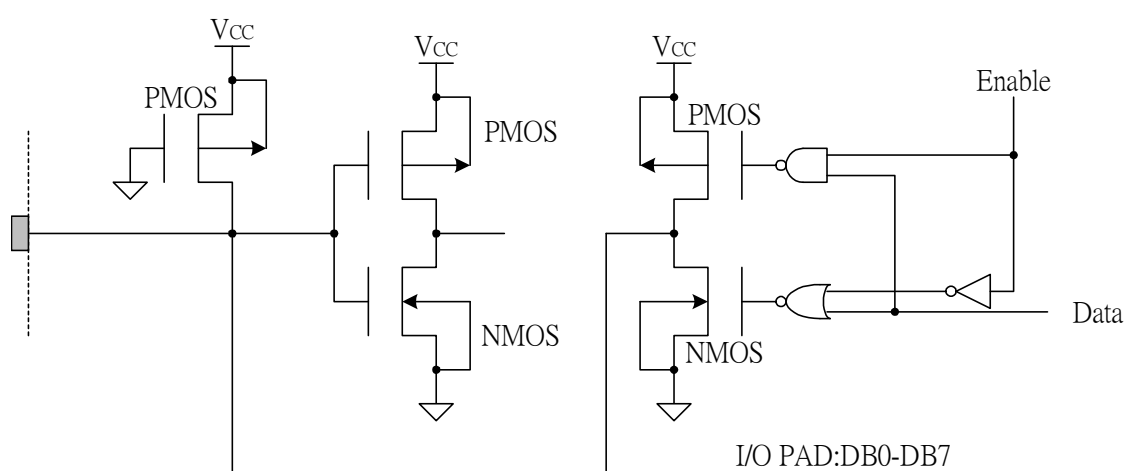 VCC
PMOS
VCC
PMOS
NMOS
VCC
PMOS
NMOS
Enable
Data
I/O PAD:DB0-DB7